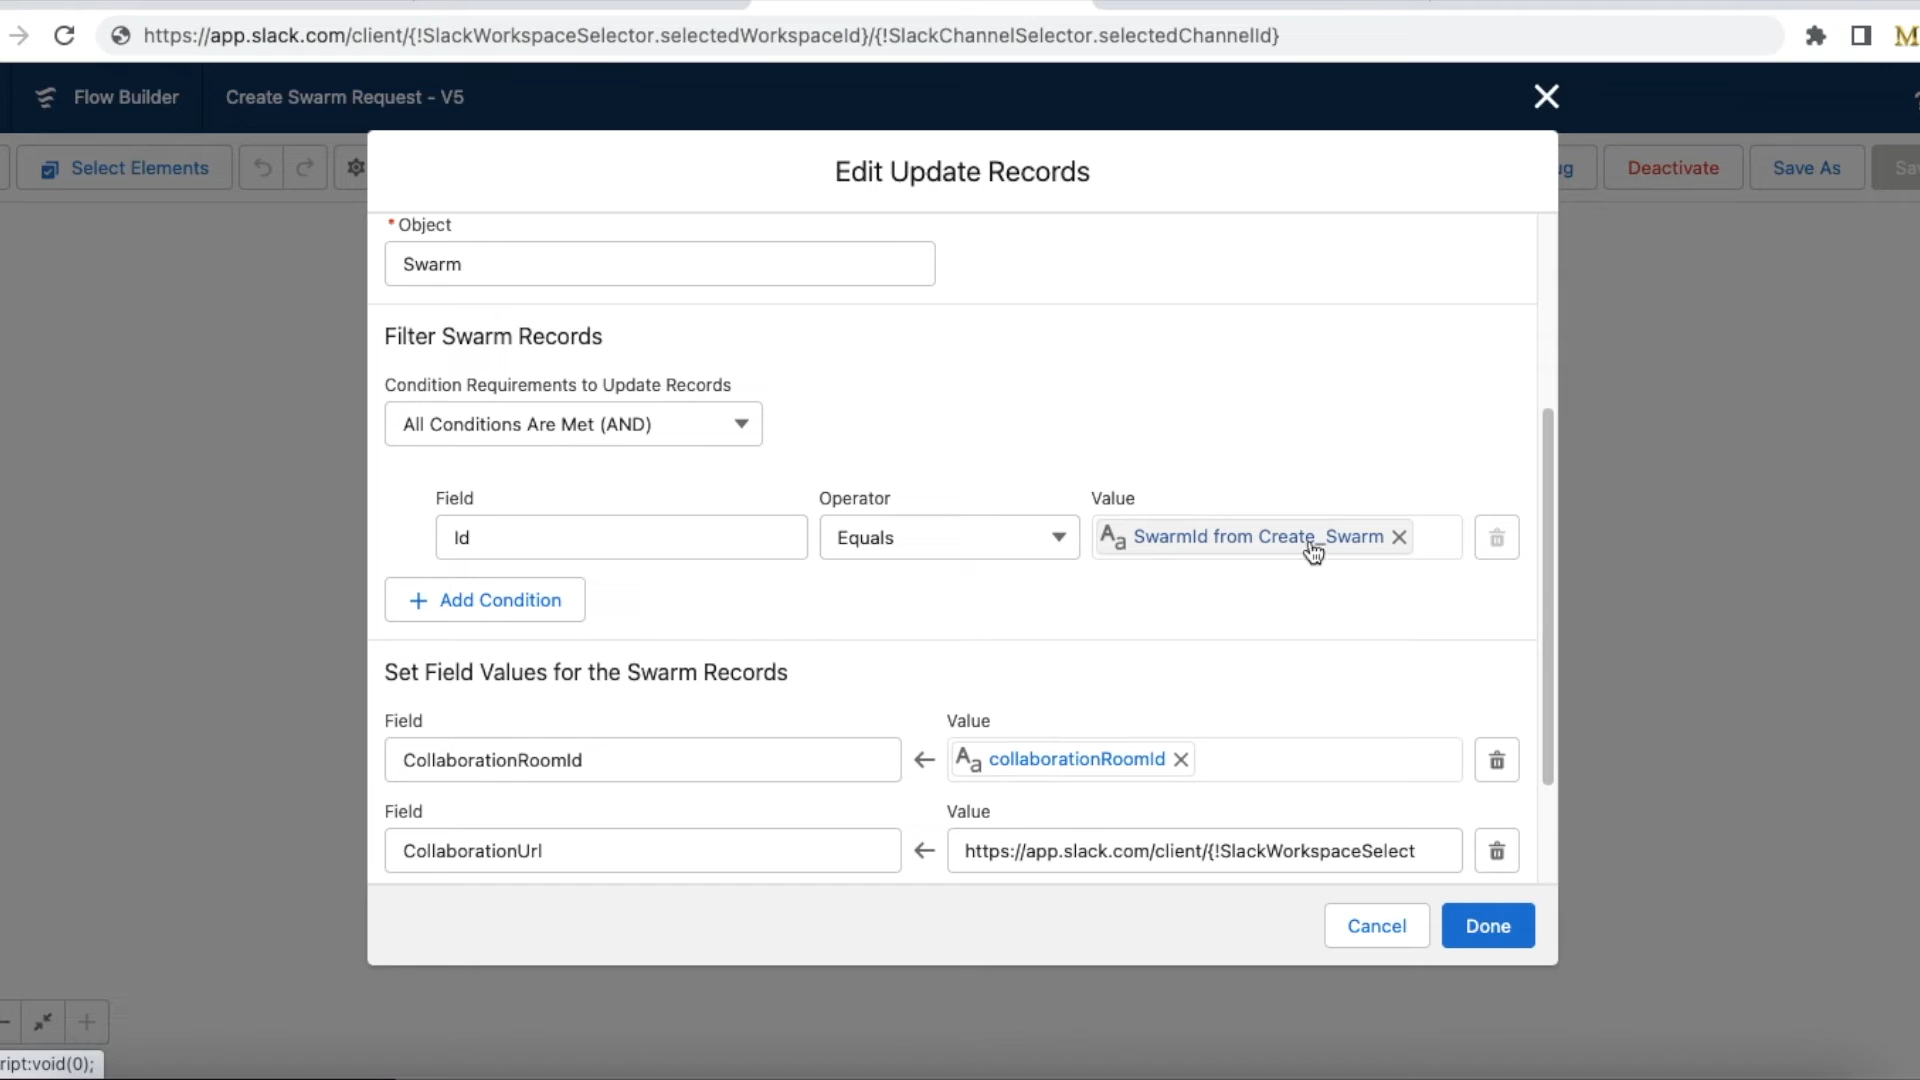 https://app.slack.com/client/{!SlackWorkspaceSelector.selectedWorkspaceId}/{!SlackChannelSelector.selectedChannelId}
M
Flow Builder
Create Swarm Request - V5
Select Elements
Deactivate
Save As
Edit Update Records
* Object
Swarm
Filter Swarm Records
Condition Requirements to Update Records
All Conditions Are Met (AND)
Field
Operator
Value
Id
Equals
Aa SwarmId from Create_Swarm
+ Add Condition
Set Field Values for the Swarm Records
Field
Value
CollaborationRoomId
Aa collaborationRoomId
Field
Value
CollaborationUrl
https://app.slack.com/client/{!SlackWorkspaceSelect
Cancel
Done
ript:void(0);